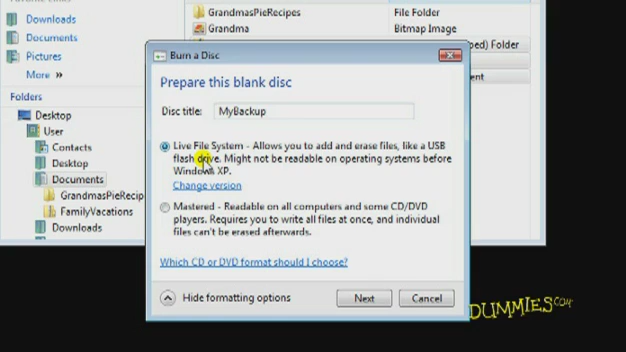 Favorite Links
Downloads
Documents
Pictures
More »
Folders
Desktop
User
Contacts
Desktop
Documents
GrandmasPieRecip
FamilyVacations
Downloads
GrandmasPieRecipes File Folder
Grandma Bitmap Image
ped) Folder
ent
Burn a Disc
Prepare this blank disc
Disc title: MyBackup
Live File System - Allows you to add and erase files, like a USB
flash drive. Might not be readable on operating systems before
Windows XP.
Change version
Mastered - Readable on all computers and some CD/DVD
players. Requires you to write all files at once, and individual
files can't be erased afterwards.
Which CD or DVD format should I choose?
Hide formatting options Next Cancel
DUMMIES.COM